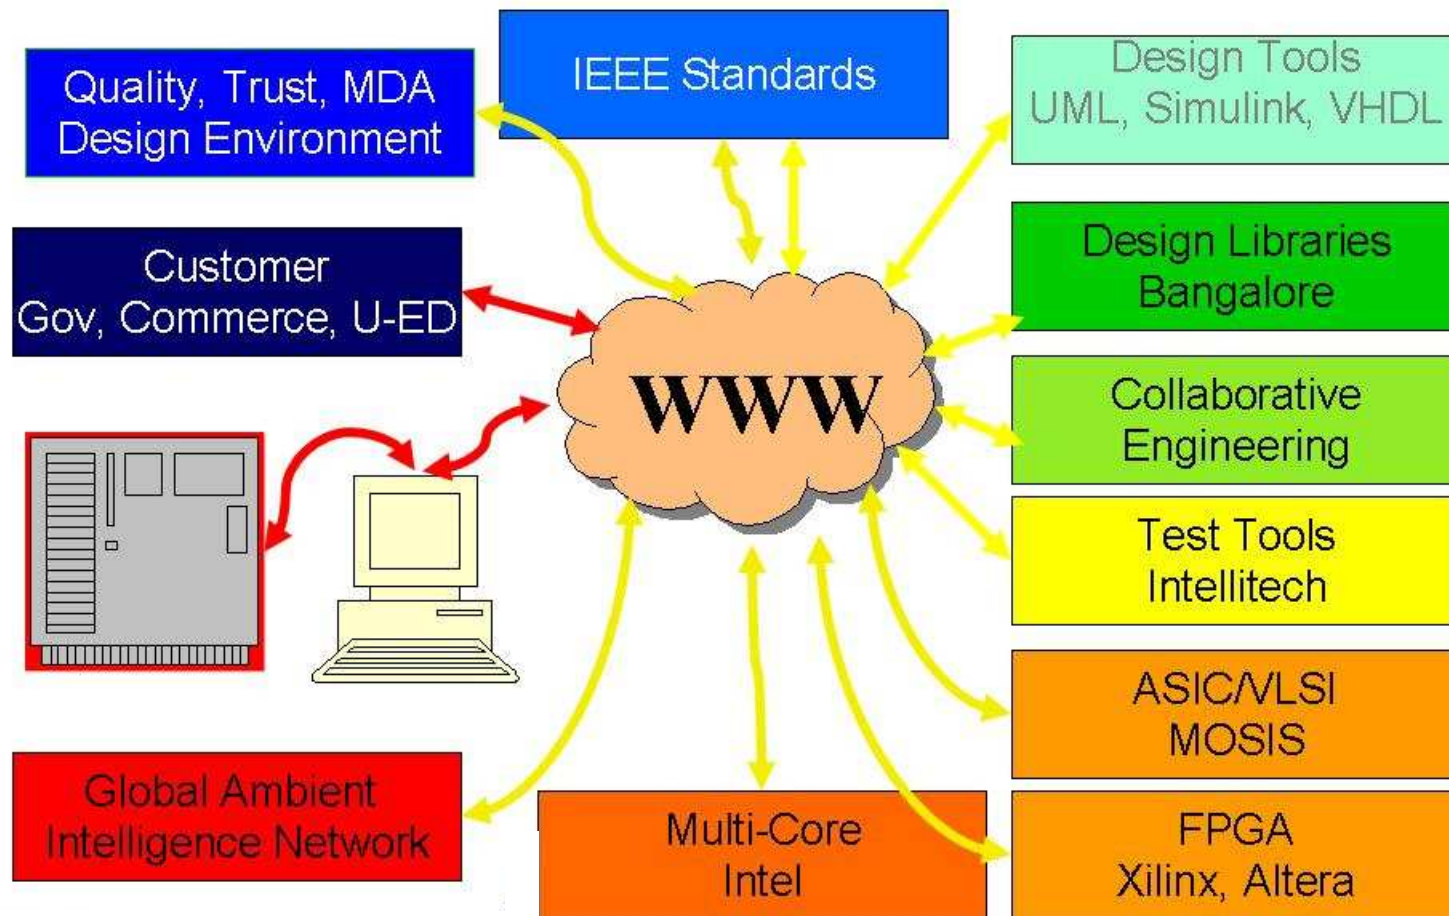 Quality, Trust, MDA
Design Environment
IEEE Standards
Design Tools
UML, Simulink, VHDL
Customer
Gov, Commerce, U-ED
Design Libraries
Bangalore
WWW
Collaborative
Engineering
Test Tools
Intellitech
ASIC/VLSI
MOSIS
Global Ambient
Intelligence Network
Multi-Core
Intel
FPGA
Xilinx, Altera